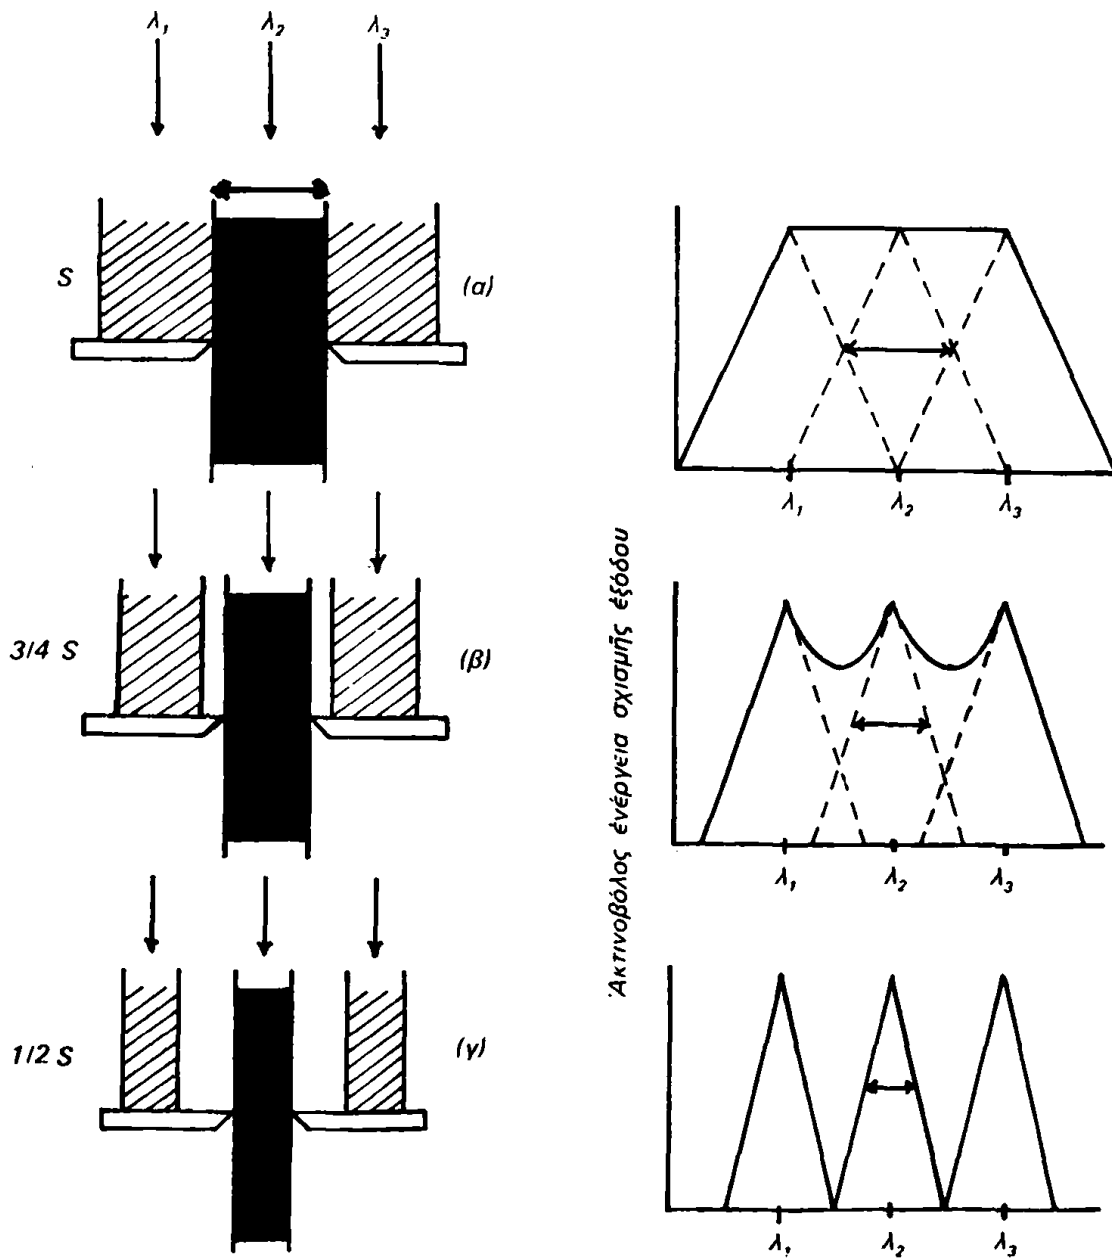 λ₁ λ₂ λ₃
S
(α)
λ₁ λ₂ λ₃
3/4 S
(β)
Ἀκτινοβόλος ἐνέργεια σχισμῆς ἐξόδου
λ₁ λ₂ λ₃
1/2 S
(γ)
λ₁ λ₂ λ₃